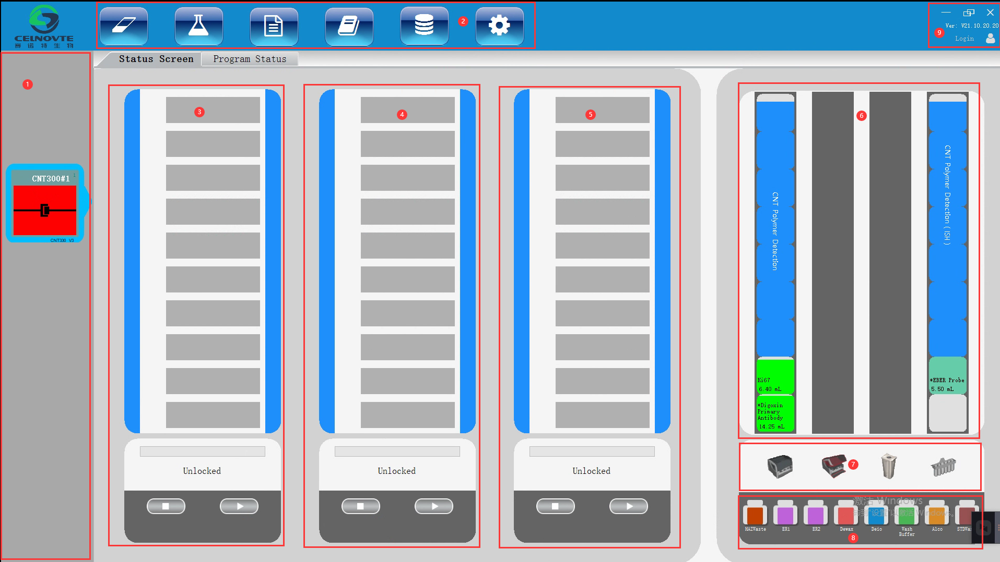 CELNOVTE
赛诺特生物
2
Ver: V21.10.20.20
9
Login
Status Screen
Program Status
1
CNT300#1
1
CNT330 V3
3
4
5
6
CNT Polymer Detection
CNT Polymer Detection ( ISH )
Ki67
6.40 mL
*Digoxin
Primary
Antibody
14.25 mL
*EBER Probe
5.50 mL
Unlocked
Unlocked
Unlocked
7
激活 Windows
转到"设置"以激活 Windows。
HAZWaste
ER1
ER2
Dewax
Deio
Wash
Buffer
Alco
8